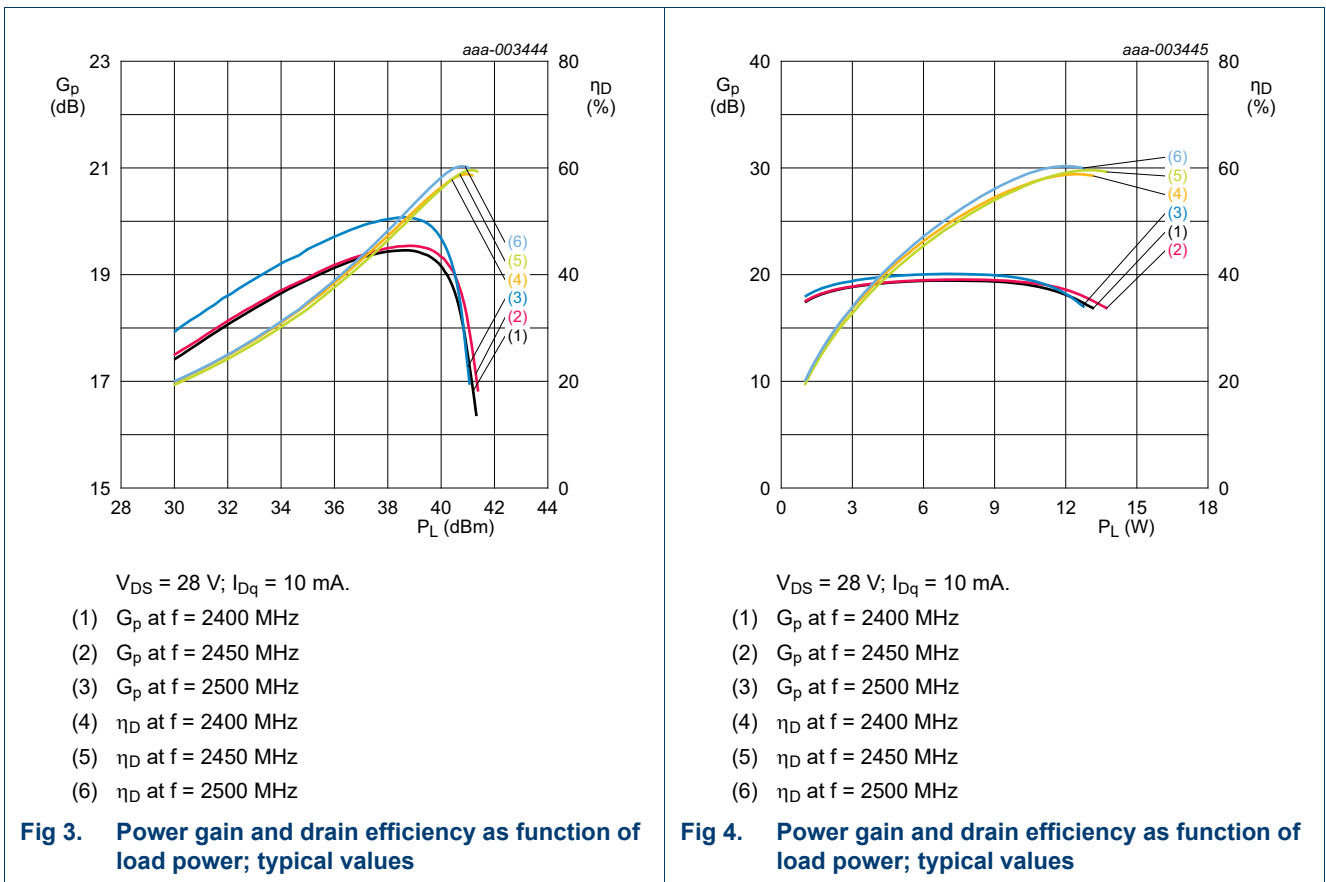 aaa-003444
23
21
19
17
15
Gp
(dB)
80
60
40
20
0
ηD
(%)
28 30 32 34 36 38 40 42 44
PL (dBm)
(6)
(5)
(4)
(3)
(2)
(1)
VDS = 28 V; IDq = 10 mA.
(1) Gp at f = 2400 MHz
(2) Gp at f = 2450 MHz
(3) Gp at f = 2500 MHz
(4) ηD at f = 2400 MHz
(5) ηD at f = 2450 MHz
(6) ηD at f = 2500 MHz
Fig 3. Power gain and drain efficiency as function of
load power; typical values
aaa-003445
40
30
20
10
0
Gp
(dB)
80
60
40
20
0
ηD
(%)
0 3 6 9 12 15 18
PL (W)
(6)
(5)
(4)
(3)
(1)
(2)
VDS = 28 V; IDq = 10 mA.
(1) Gp at f = 2400 MHz
(2) Gp at f = 2450 MHz
(3) Gp at f = 2500 MHz
(4) ηD at f = 2400 MHz
(5) ηD at f = 2450 MHz
(6) ηD at f = 2500 MHz
Fig 4. Power gain and drain efficiency as function of
load power; typical values